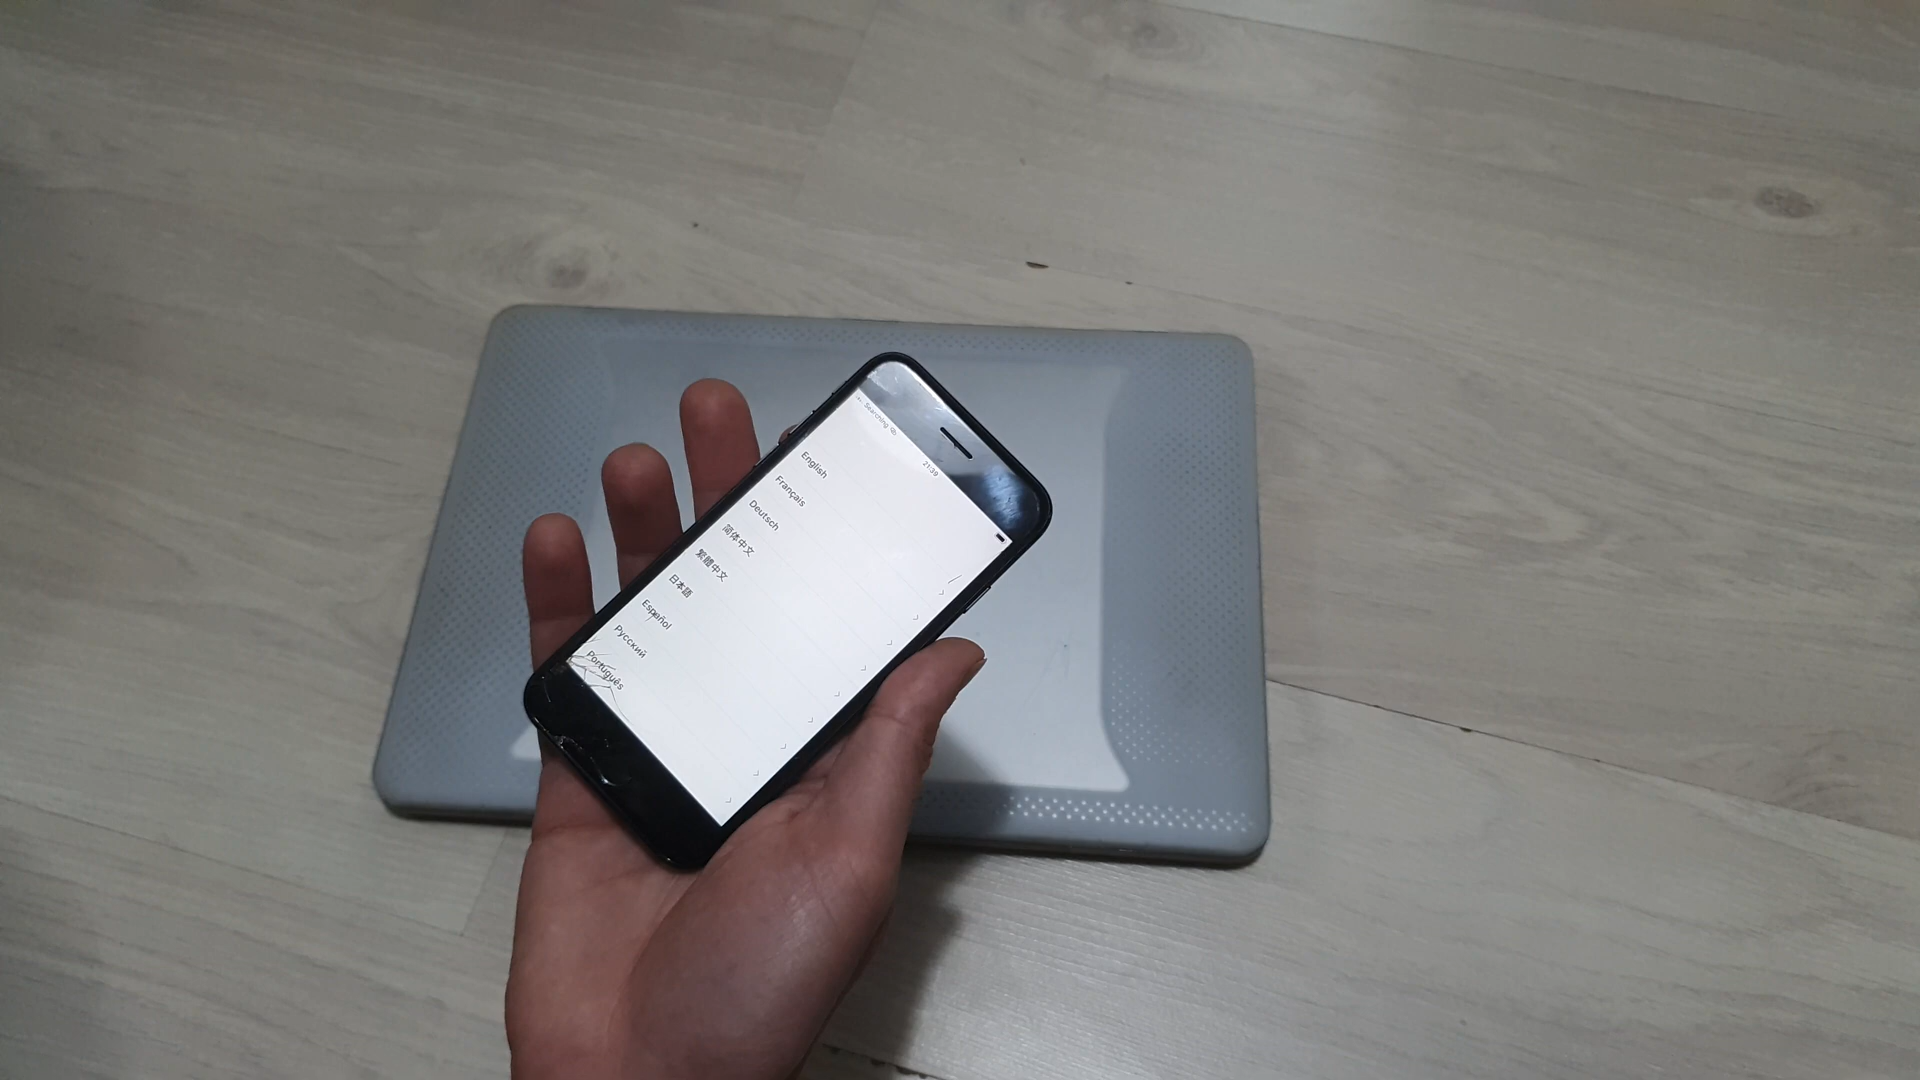 Searching
21:39
English
Français
Deutsch
简体中文
繁體中文
日本語
Español
Русский
Português